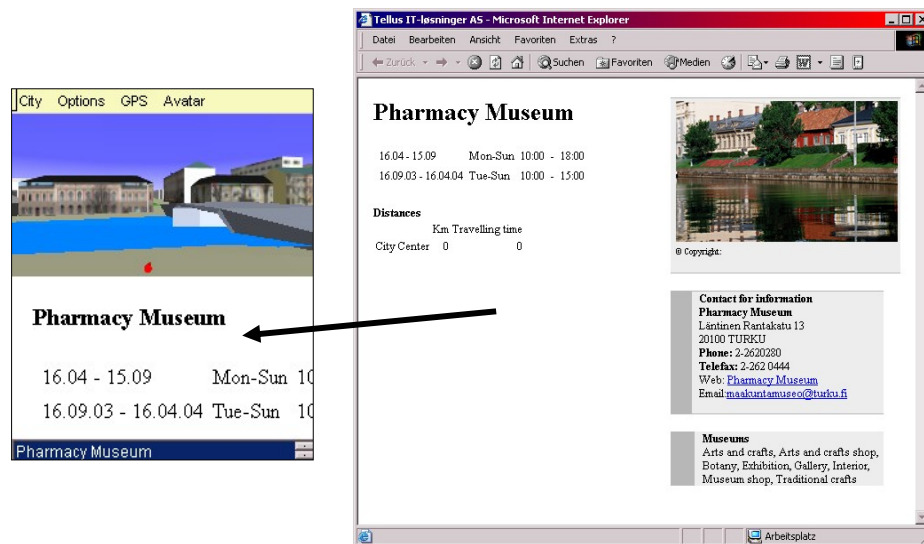 City Options GPS Avatar
Pharmacy Museum
16.04 - 15.09 Mon-Sun 10
16.09.03 - 16.04.04 Tue-Sun 10
Pharmacy Museum
Tellus IT-løsninger AS - Microsoft Internet Explorer
Datei Bearbeiten Ansicht Favoriten Extras ?
Zurück Suchen Favoriten Medien
Pharmacy Museum
16.04 - 15.09 Mon-Sun 10:00 - 18:00
16.09.03 - 16.04.04 Tue-Sun 10:00 - 15:00
Distances
Km Travelling time
City Center 0 0
© Copyright:
Contact for information
Pharmacy Museum
Läntinen Rantakatu 13
20100 TURKU
Phone: 2-2620280
Telefax: 2-262 0444
Web: Pharmacy Museum
Email:maakuntamuseo@turku.fi
Museums
Arts and crafts, Arts and crafts shop,
Botany, Exhibition, Gallery, Interior,
Museum shop, Traditional crafts
Arbeitsplatz